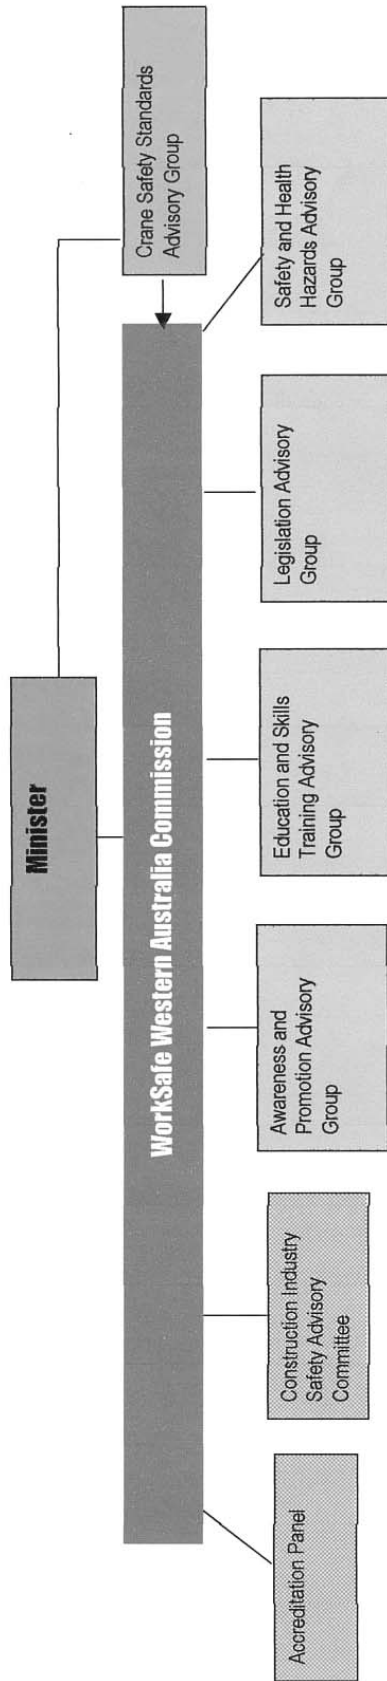 Minister
Crane Safety Standards
Advisory Group
WorkSafe Western Australia Commission
Accreditation Panel
Construction Industry
Safety Advisory
Committee
Awareness and
Promotion Advisory
Group
Education and Skills
Training Advisory
Group
Legislation Advisory
Group
Safety and Health
Hazards Advisory
Group